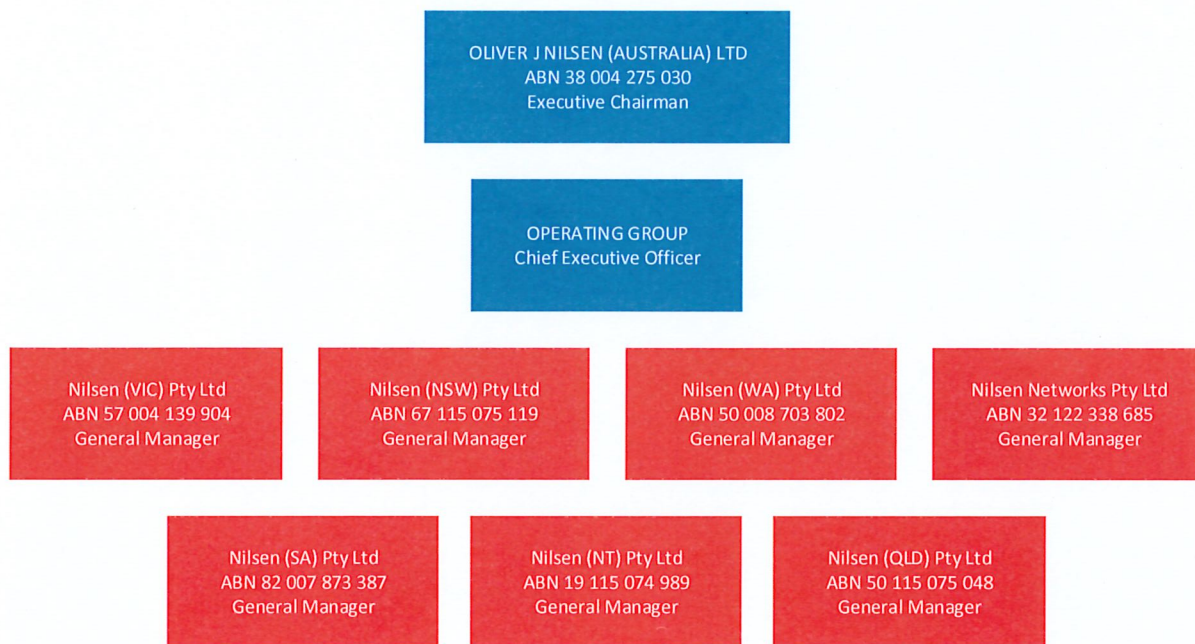 OLIVER J NILSEN (AUSTRALIA) LTD
ABN 38 004 275 030
Executive Chairman
OPERATING GROUP
Chief Executive Officer
Nilsen (VIC) Pty Ltd
ABN 57 004 139 904
General Manager
Nilsen (NSW) Pty Ltd
ABN 67 115 075 119
General Manager
Nilsen (WA) Pty Ltd
ABN 50 008 703 802
General Manager
Nilsen Networks Pty Ltd
ABN 32 122 338 685
General Manager
Nilsen (SA) Pty Ltd
ABN 82 007 873 387
General Manager
Nilsen (NT) Pty Ltd
ABN 19 115 074 989
General Manager
Nilsen (QLD) Pty Ltd
ABN 50 115 075 048
General Manager